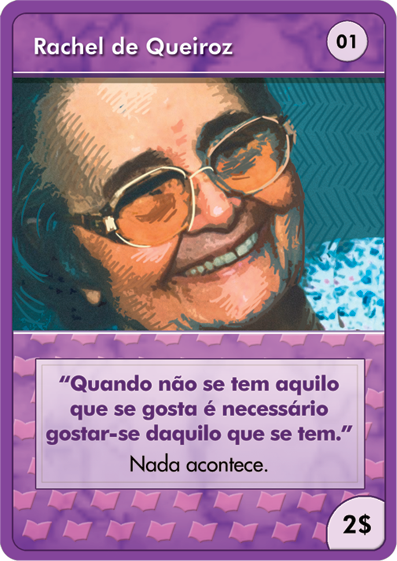 Rachel de Queiroz
01
“Quando não se tem aquilo
que se gosta é necessário
gostar-se daquilo que se tem.”
Nada acontece.
2$